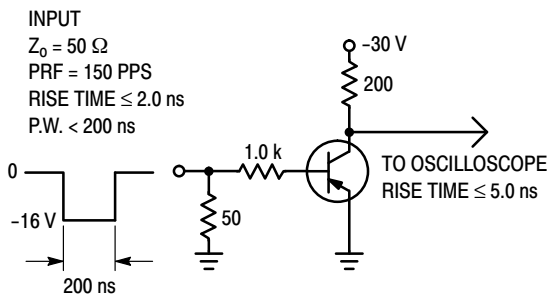 INPUT
Zₒ = 50 Ω
PRF = 150 PPS
RISE TIME ≤ 2.0 ns
P.W. < 200 ns
−30 V
200
1.0 k
TO OSCILLOSCOPE
RISE TIME ≤ 5.0 ns
0
50
−16 V
200 ns